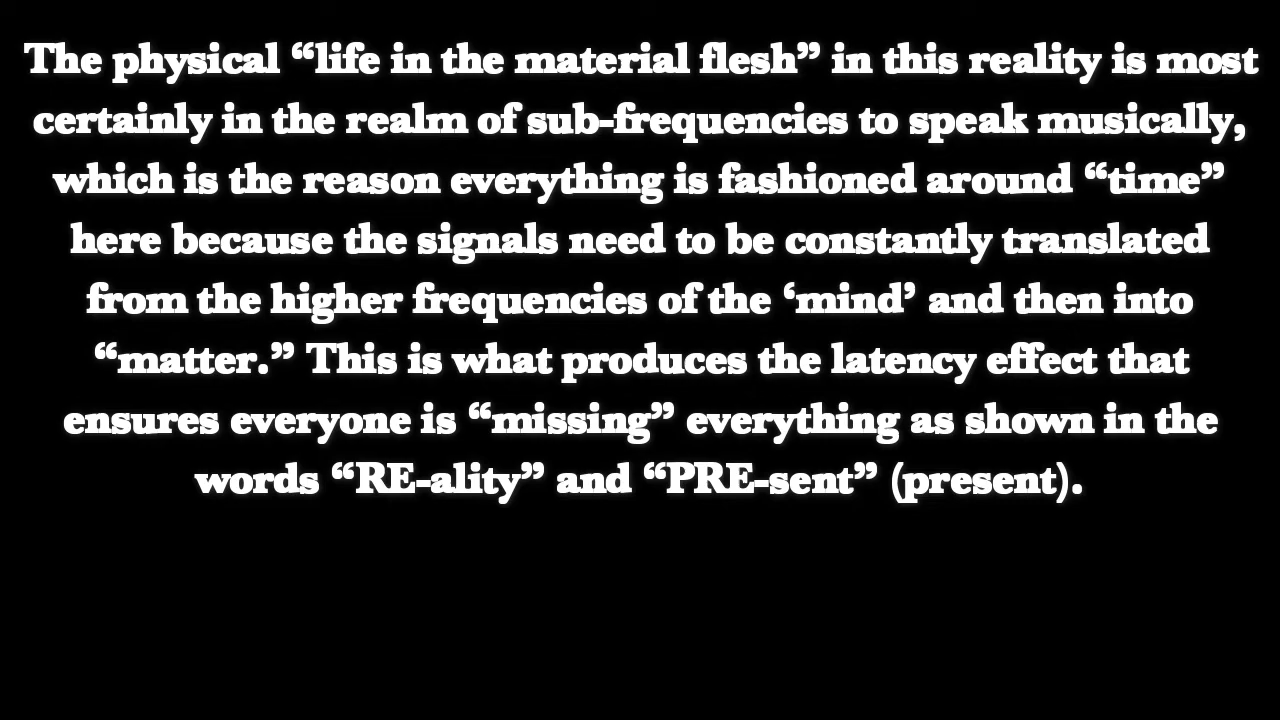 The physical “life in the material flesh” in this reality is most
certainly in the realm of sub-frequencies to speak musically,
which is the reason everything is fashioned around “time”
here because the signals need to be constantly translated
from the higher frequencies of the ‘mind’ and then into
“matter.” This is what produces the latency effect that
ensures everyone is “missing” everything as shown in the
words “RE-ality” and “PRE-sent” (present).